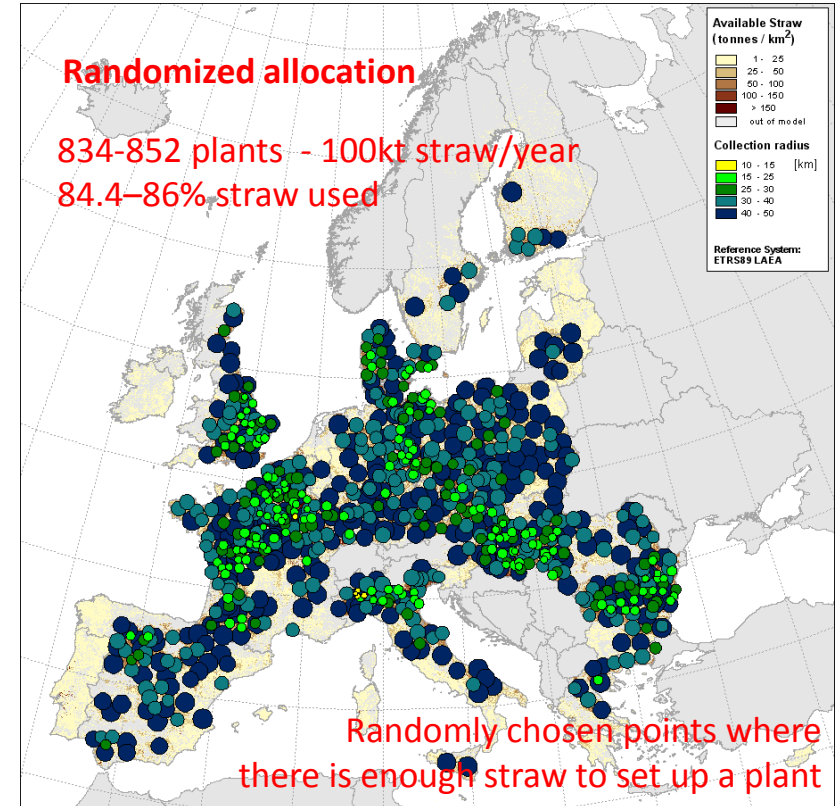 Randomized allocation
834-852 plants - 100kt straw/year
84.4–86% straw used
Available Straw
(tonnes / km2)
1 - 25
25 - 50
50 - 100
100 - 150
> 150
out of model
Collection radius
10 - 15 [km]
15 - 25
25 - 30
30 - 40
40 - 50
Reference System:
ETRS89 LAEA
Randomly chosen points where
there is enough straw to set up a plant